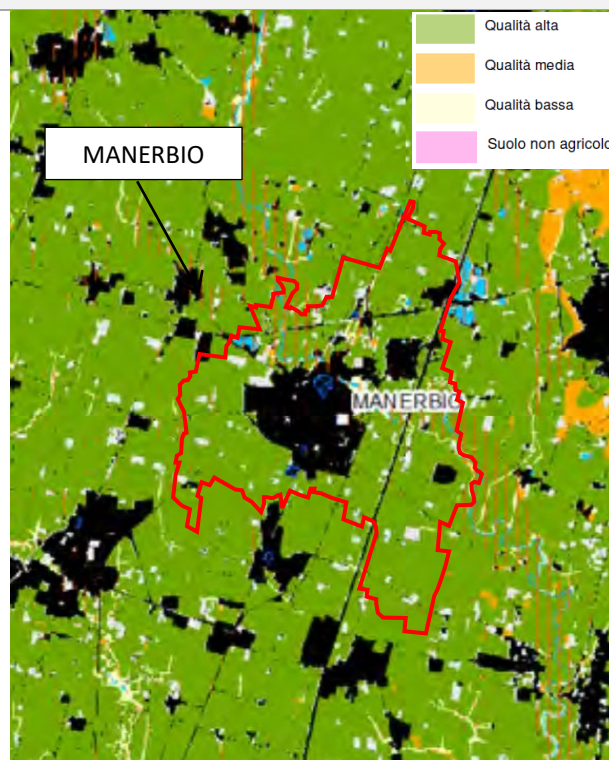 Qualità alta
Qualità media
Qualità bassa
Suolo non agricolo
MANERBIO
MANERBIO